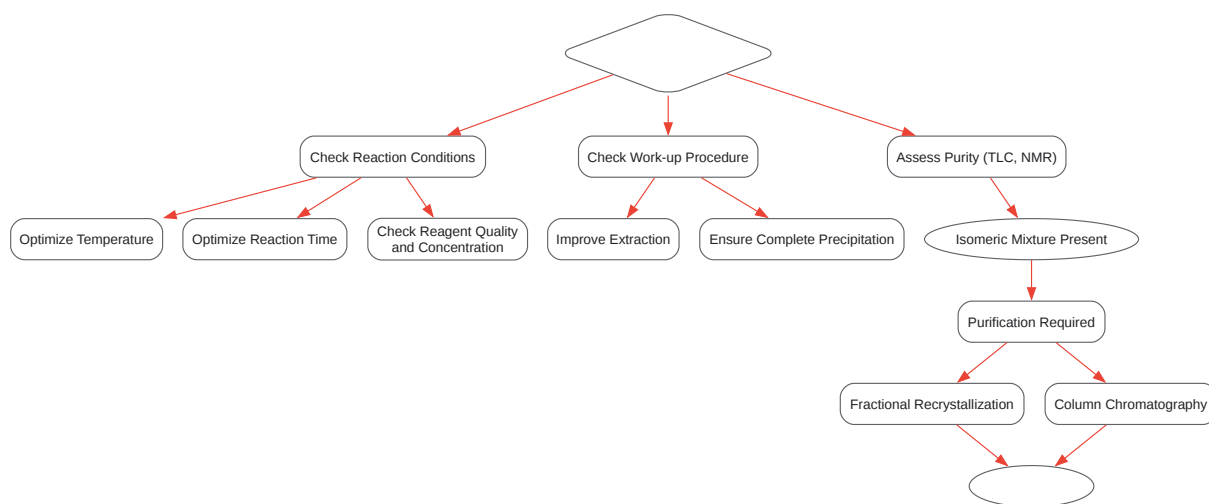 Check Reaction Conditions
Check Work-up Procedure
Assess Purity (TLC, NMR)
Optimize Temperature
Optimize Reaction Time
Check Reagent Quality
and Concentration
Improve Extraction
Ensure Complete Precipitation
Isomeric Mixture Present
Purification Required
Fractional Recrystallization
Column Chromatography